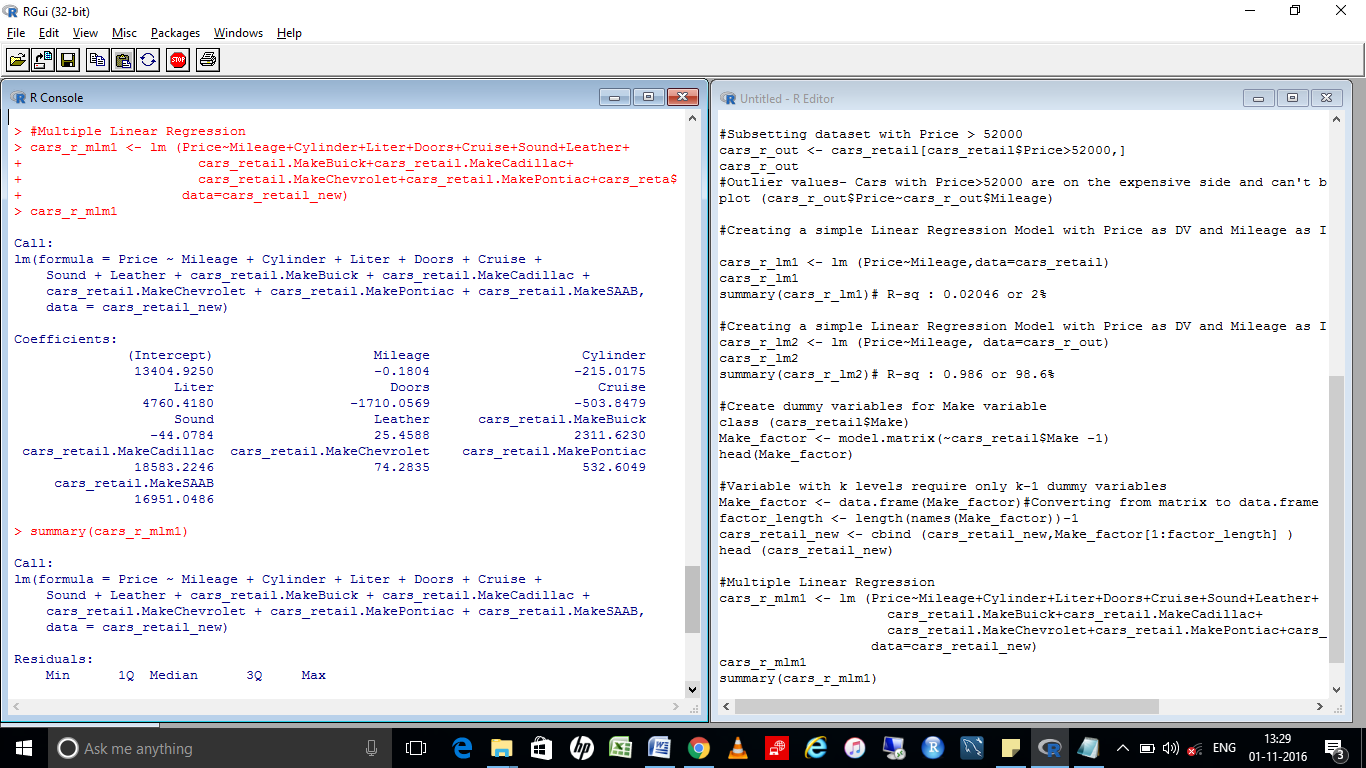 RGui (32-bit)
File Edit View Misc Packages Windows Help
STOP
R Console
> #Multiple Linear Regression
> cars_r_mlm1 <- lm (Price~Mileage+Cylinder+Liter+Doors+Cruise+Sound+Leather+
+ cars_retail.MakeBuick+cars_retail.MakeCadillac+
+ cars_retail.MakeChevrolet+cars_retail.MakePontiac+cars_reta$
+ data=cars_retail_new)
> cars_r_mlm1
Call:
lm(formula = Price ~ Mileage + Cylinder + Liter + Doors + Cruise +
Sound + Leather + cars_retail.MakeBuick + cars_retail.MakeCadillac +
cars_retail.MakeChevrolet + cars_retail.MakePontiac + cars_retail.MakeSAAB,
data = cars_retail_new)
Coefficients:
(Intercept) Mileage Cylinder
13404.9250 -0.1804 -215.0175
Liter Doors Cruise
4760.4180 -1710.0569 -503.8479
Sound Leather cars_retail.MakeBuick
-44.0784 25.4588 2311.6230
cars_retail.MakeCadillac cars_retail.MakeChevrolet cars_retail.MakePontiac
18583.2246 74.2835 532.6049
cars_retail.MakeSAAB
16951.0486
> summary(cars_r_mlm1)
Call:
lm(formula = Price ~ Mileage + Cylinder + Liter + Doors + Cruise +
Sound + Leather + cars_retail.MakeBuick + cars_retail.MakeCadillac +
cars_retail.MakeChevrolet + cars_retail.MakePontiac + cars_retail.MakeSAAB,
data = cars_retail_new)
Residuals:
Min 1Q Median 3Q Max
Untitled - R Editor
#Subsetting dataset with Price > 52000
cars_r_out <- cars_retail[cars_retail$Price>52000,]
cars_r_out
#Outlier values- Cars with Price>52000 are on the expensive side and can't b
plot (cars_r_out$Price~cars_r_out$Mileage)
#Creating a simple Linear Regression Model with Price as DV and Mileage as I
cars_r_lm1 <- lm (Price~Mileage,data=cars_retail)
cars_r_lm1
summary(cars_r_lm1)# R-sq : 0.02046 or 2%
#Creating a simple Linear Regression Model with Price as DV and Mileage as I
cars_r_lm2 <- lm (Price~Mileage, data=cars_r_out)
cars_r_lm2
summary(cars_r_lm2)# R-sq : 0.986 or 98.6%
#Create dummy variables for Make variable
class (cars_retail$Make)
Make_factor <- model.matrix(~cars_retail$Make -1)
head(Make_factor)
#Variable with k levels require only k-1 dummy variables
Make_factor <- data.frame(Make_factor)#Converting from matrix to data.frame
factor_length <- length(names(Make_factor))-1
cars_retail_new <- cbind (cars_retail_new,Make_factor[1:factor_length] )
head (cars_retail_new)
#Multiple Linear Regression
cars_r_mlm1 <- lm (Price~Mileage+Cylinder+Liter+Doors+Cruise+Sound+Leather+
cars_retail.MakeBuick+cars_retail.MakeCadillac+
cars_retail.MakeChevrolet+cars_retail.MakePontiac+cars_
data=cars_retail_new)
cars_r_mlm1
summary(cars_r_mlm1)
Ask me anything
ENG
13:29
01-11-2016
3